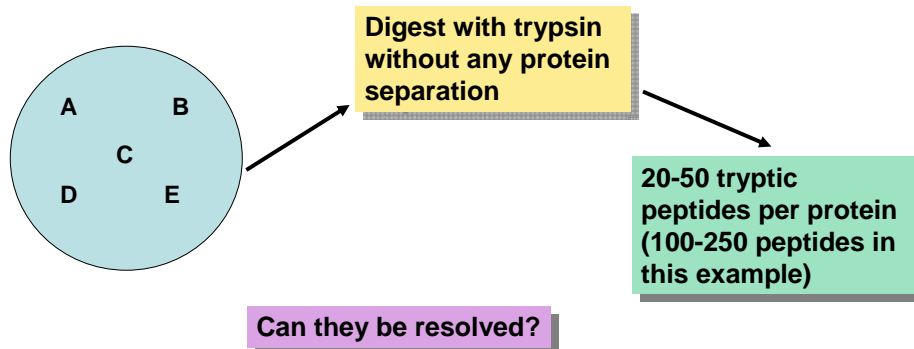 Digest with trypsin
without any protein
separation
A B
C
D E
20-50 tryptic
peptides per protein
(100-250 peptides in
this example)
Can they be resolved?